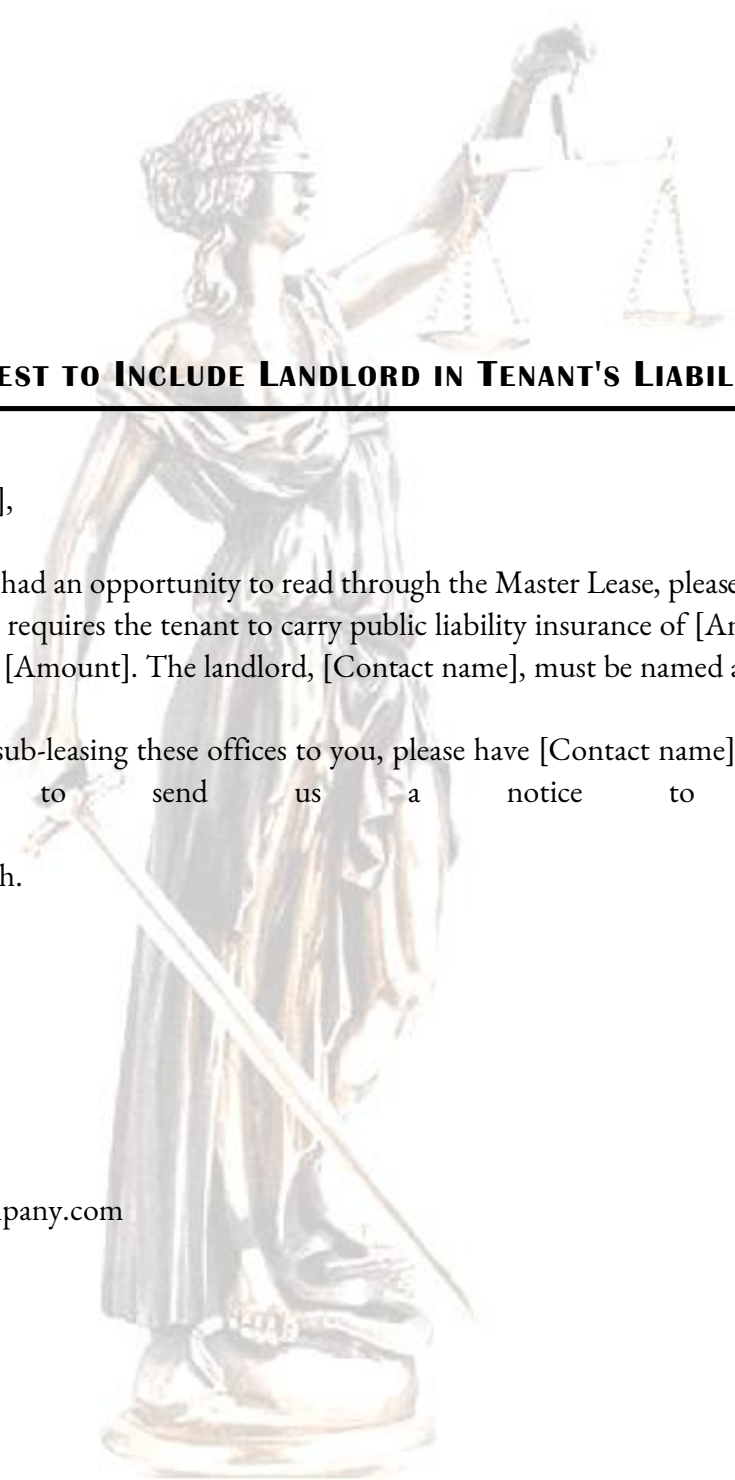 EST TO INCLUDE LANDLORD IN TENANT'S LIABIL
],
had an opportunity to read through the Master Lease, please
requires the tenant to carry public liability insurance of [Am
[Amount]. The landlord, [Contact name], must be named a
sub-leasing these offices to you, please have [Contact name]
to send us a notice to
h.
pany.com